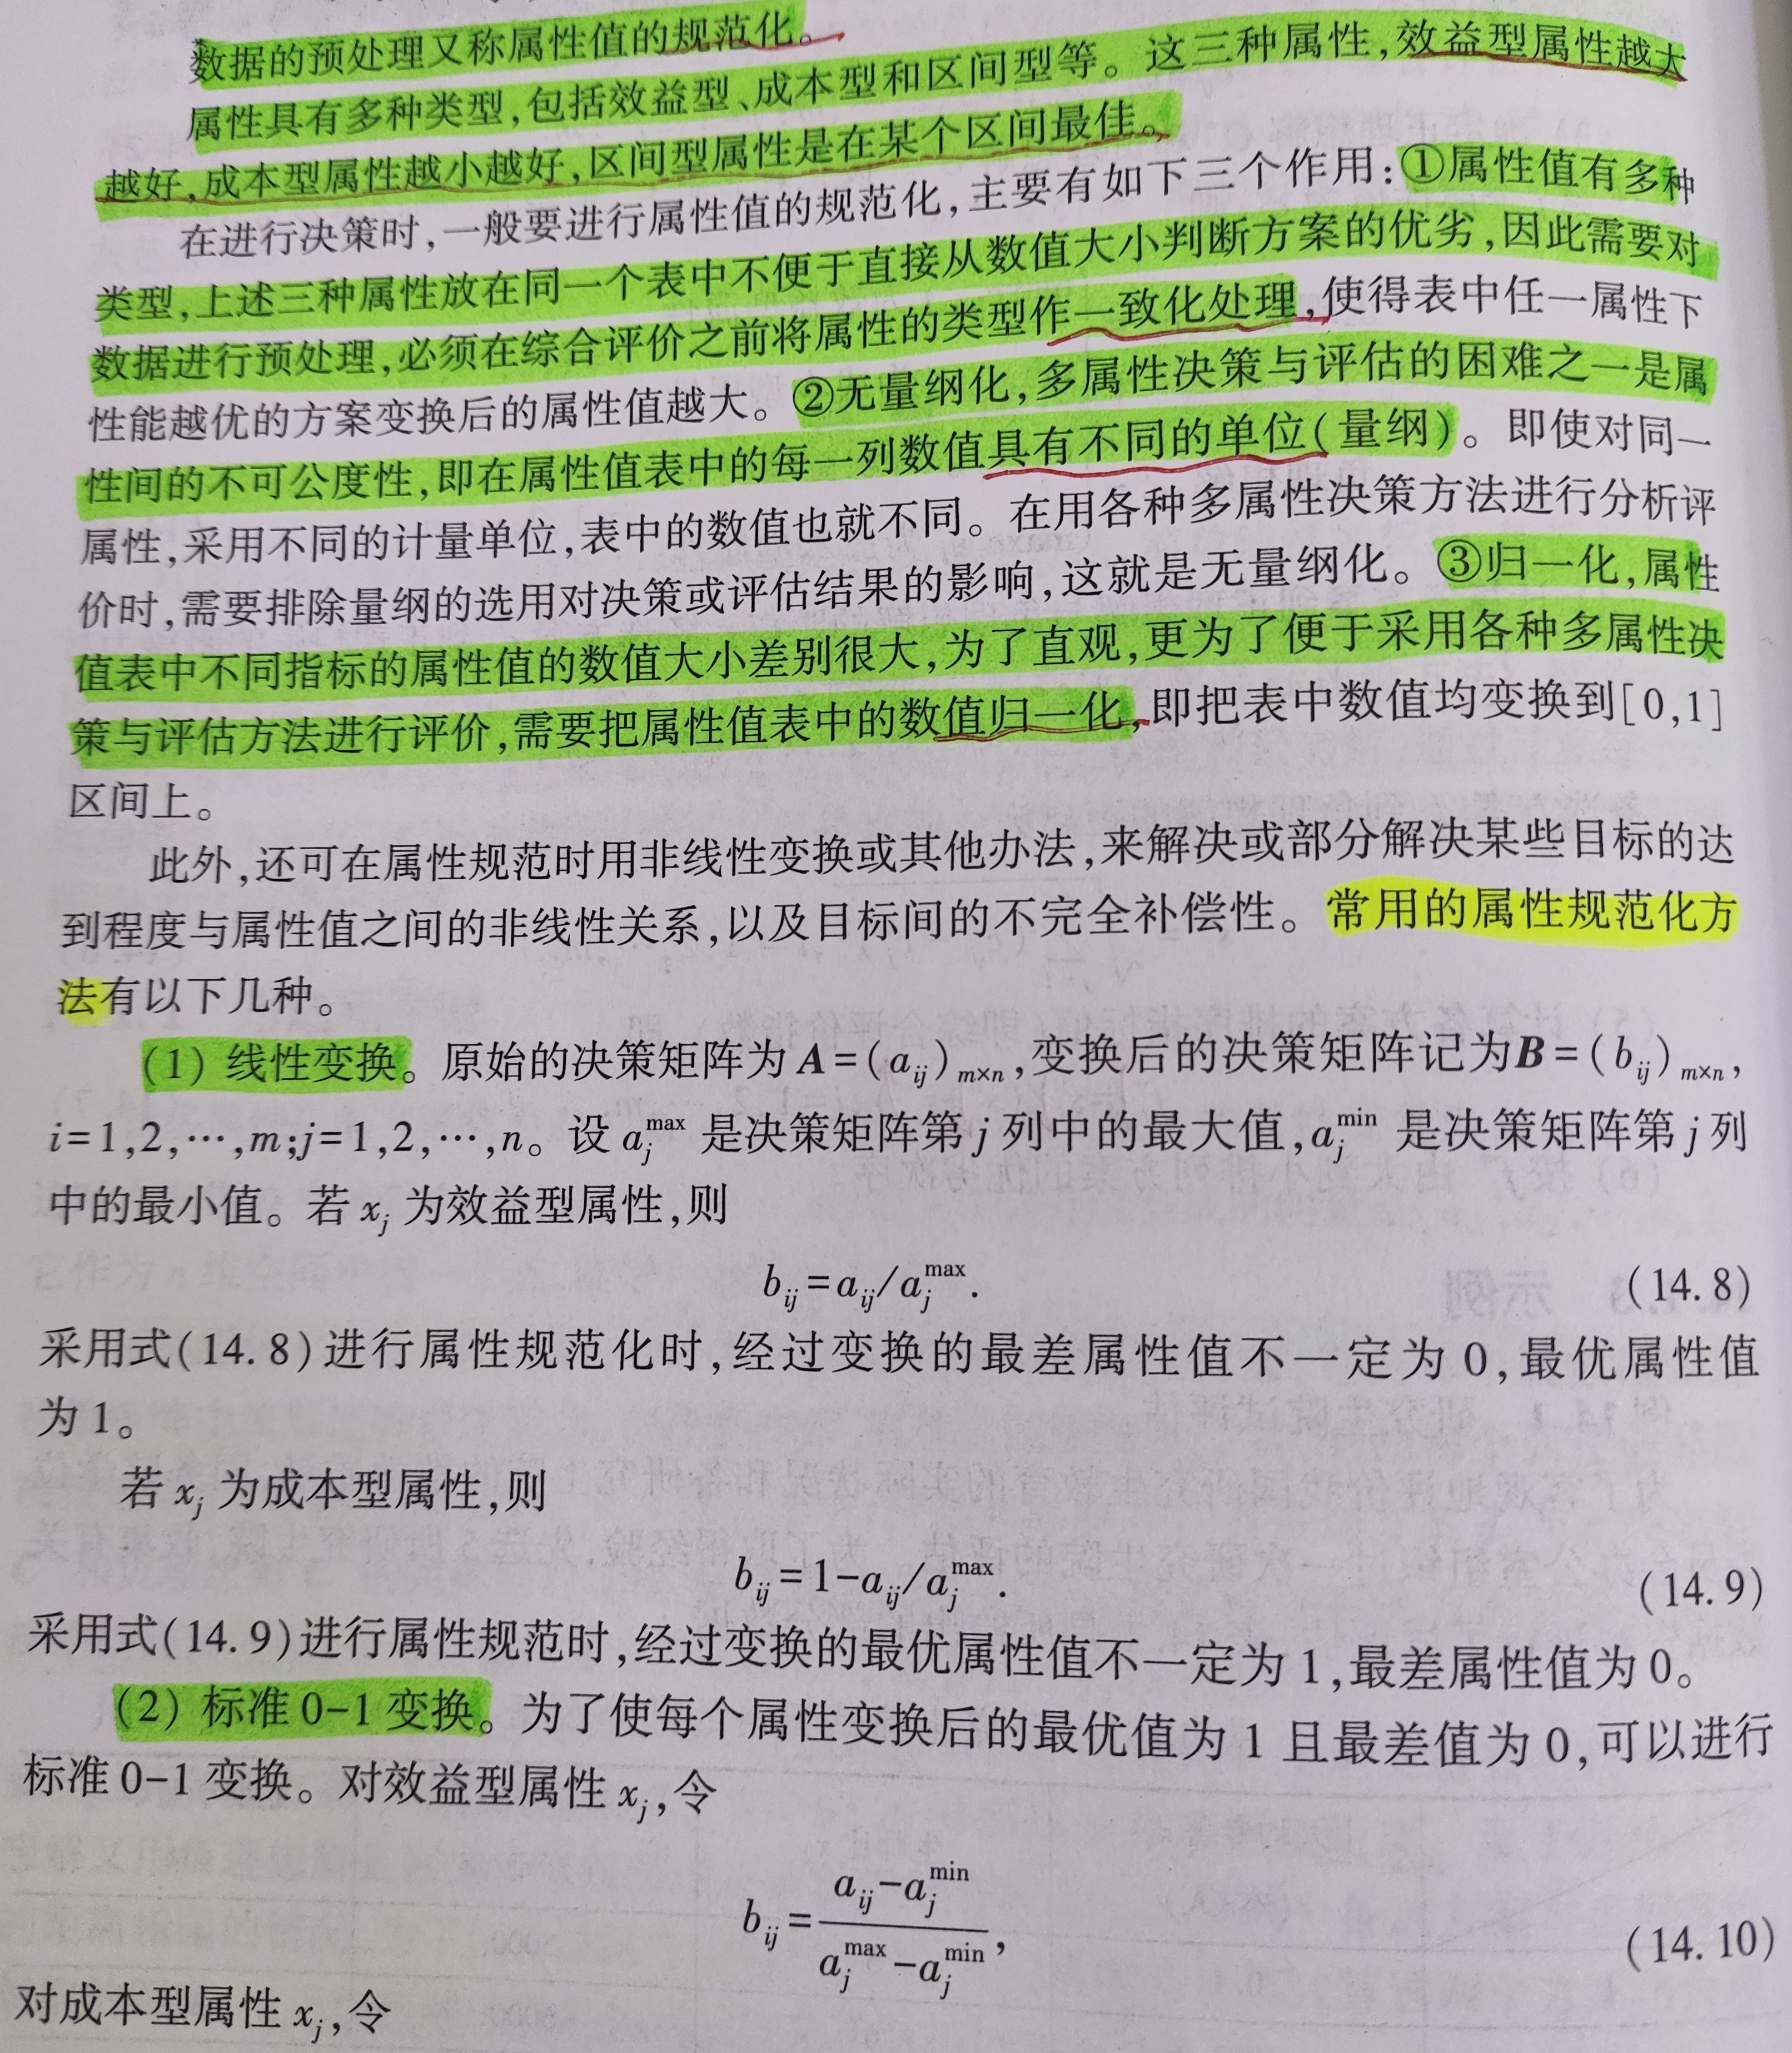 数据的预处理又称属性值的规范化。
属性具有多种类型,包括效益型、成本型和区间型等。这三种属性,效益型属性越大
越好,成本型属性越小越好,区间型属性是在某个区间最佳。
在进行决策时,一般要进行属性值的规范化,主要有如下三个作用:①属性值有多种
类型,上述三种属性放在同一个表中不便于直接从数值大小判断方案的优劣,因此需要对
数据进行预处理,必须在综合评价之前将属性的类型作一致化处理,使得表中任一属性下
性能越优的方案变换后的属性值越大。②无量纲化,多属性决策与评估的困难之一是属
性间的不可公度性,即在属性值表中的每一列数值具有不同的单位(量纲)。即使对同一
属性,采用不同的计量单位,表中的数值也就不同。在用各种多属性决策方法进行分析评
价时,需要排除量纲的选用对决策或评估结果的影响,这就是无量纲化。③归一化,属性
值表中不同指标的属性值的数值大小差别很大,为了直观,更为了便于采用各种多属性决
策与评估方法进行评价,需要把属性值表中的数值归一化,即把表中数值均变换到[0,1]
区间上。
此外,还可在属性规范时用非线性变换或其他办法,来解决或部分解决某些目标的达
到程度与属性值之间的非线性关系,以及目标间的不完全补偿性。常用的属性规范化方
法有以下几种。
(1) 线性变换。原始的决策矩阵为 A=(a_ij)_m×n,变换后的决策矩阵记为B=(b_ij)_m×n,
i=1,2,…,m;j=1,2,…,n。设 a_j^max 是决策矩阵第 j 列中的最大值,a_j^min 是决策矩阵第 j 列
中的最小值。若 x_j 为效益型属性,则
b_ij=a_ij/a_j^max. (14.8)
采用式(14.8)进行属性规范化时,经过变换的最差属性值不一定为 0,最优属性值
为 1。
若 x_j 为成本型属性,则
b_ij=1-a_ij/a_j^max. (14.9)
采用式(14.9)进行属性规范时,经过变换的最优属性值不一定为 1,最差属性值为 0。
(2) 标准 0-1 变换。为了使每个属性变换后的最优值为 1 且最差值为 0,可以进行
标准 0-1 变换。对效益型属性 x_j,令
b_ij=(a_ij-a_j^min)/(a_j^max-a_j^min), (14.10)
对成本型属性 x_j,令